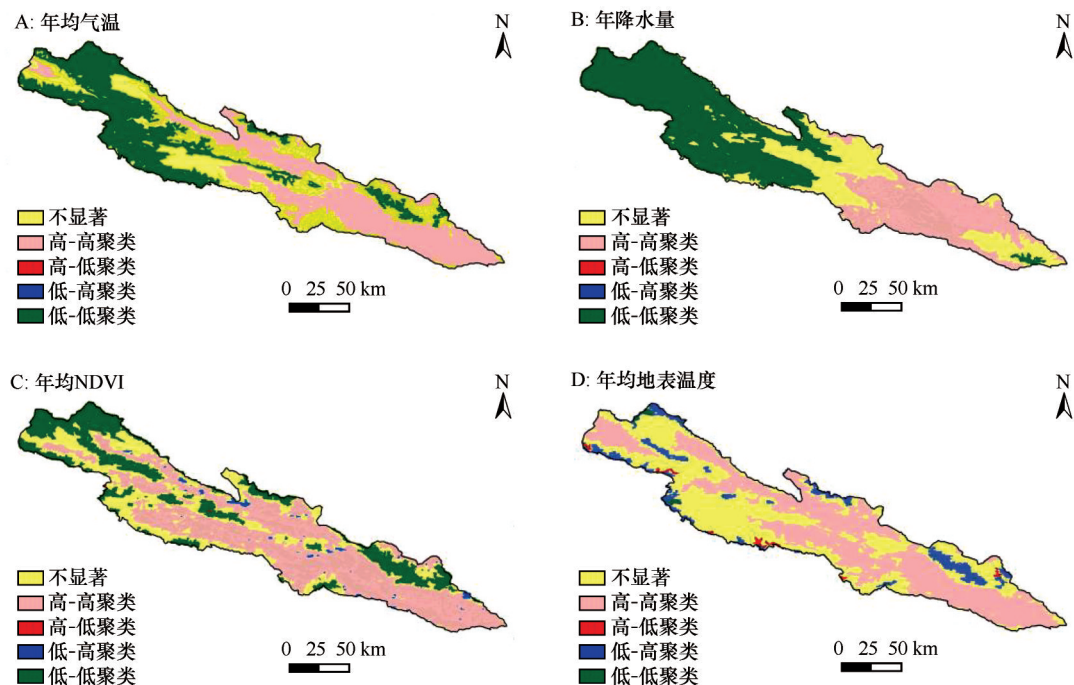 A: 年均气温
N
不显著
高-高聚类
高-低聚类
低-高聚类
低-低聚类
0 25 50 km
B: 年降水量
N
不显著
高-高聚类
高-低聚类
低-高聚类
低-低聚类
0 25 50 km
C: 年均NDVI
N
不显著
高-高聚类
高-低聚类
低-高聚类
低-低聚类
0 25 50 km
D: 年均地表温度
N
不显著
高-高聚类
高-低聚类
低-高聚类
低-低聚类
0 25 50 km